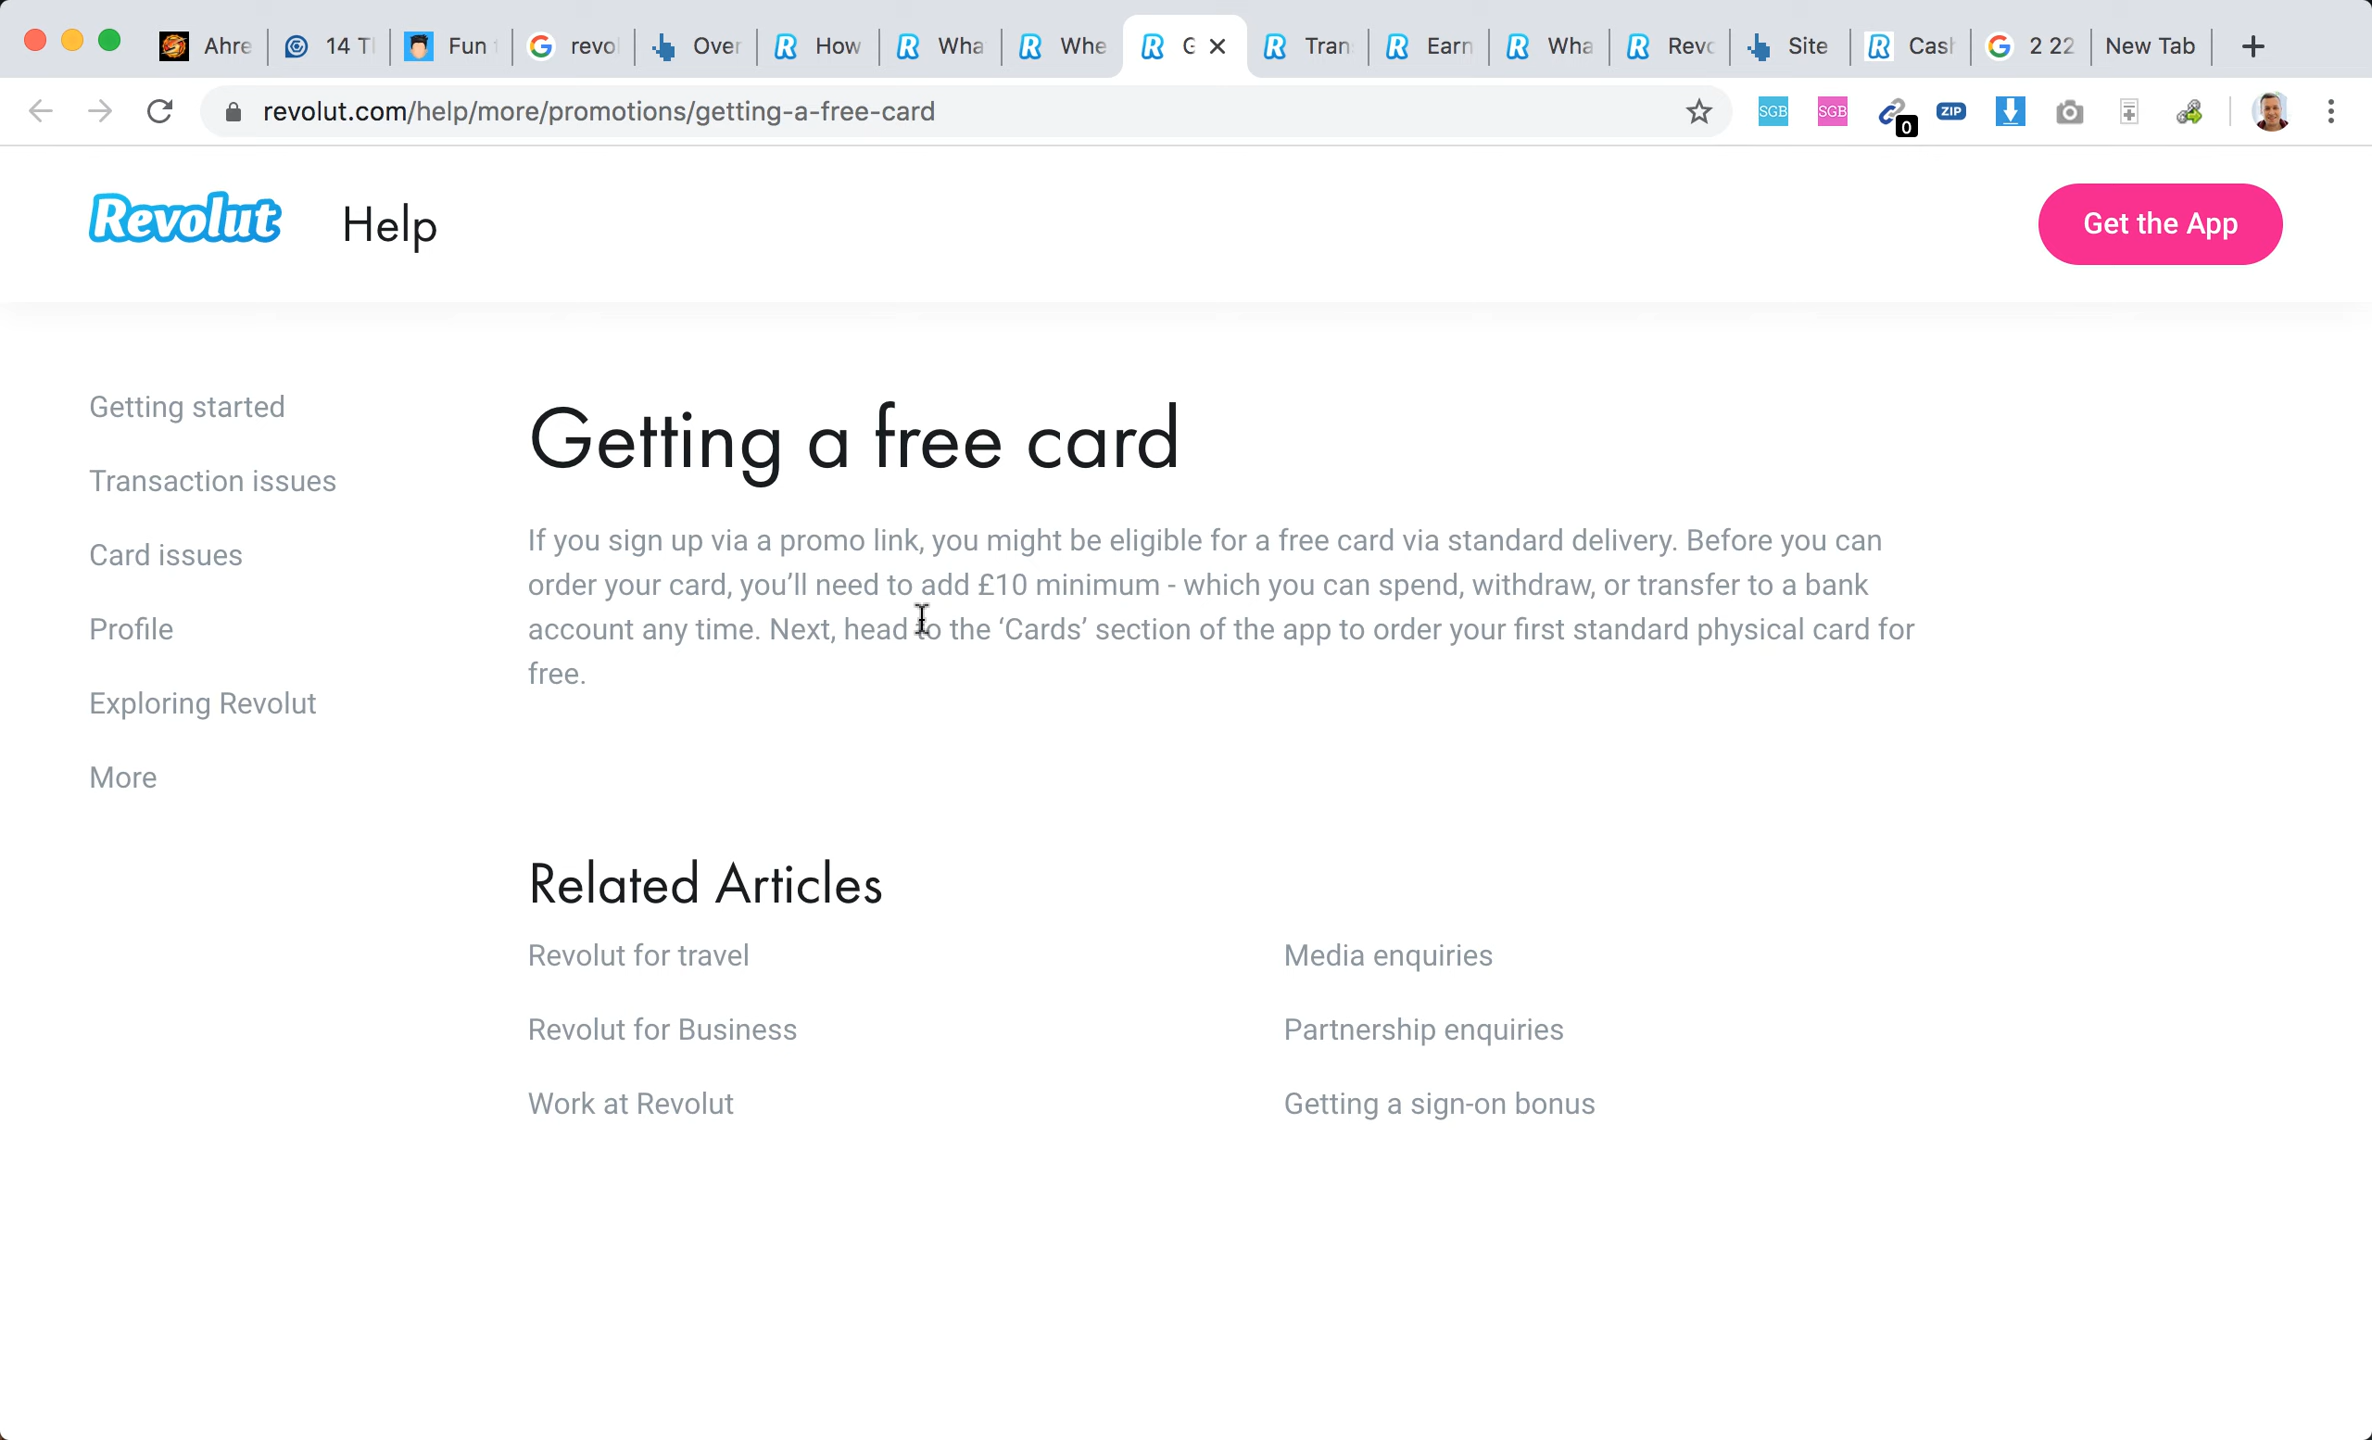 Ahre
14 T
Fun
revol
Over
How
Wha
Whe
G
Tran
Earn
Wha
Revo
Site
Cash
2 22
New Tab
revolut.com/help/more/promotions/getting-a-free-card
SGB
SGB
0
ZIP
Revolut
Help
Get the App
Getting started
Transaction issues
Card issues
Profile
Exploring Revolut
More
Getting a free card
If you sign up via a promo link, you might be eligible for a free card via standard delivery. Before you can
order your card, you’ll need to add £10 minimum - which you can spend, withdraw, or transfer to a bank
account any time. Next, head to the ‘Cards’ section of the app to order your first standard physical card for
free.
Related Articles
Revolut for travel
Media enquiries
Revolut for Business
Partnership enquiries
Work at Revolut
Getting a sign-on bonus